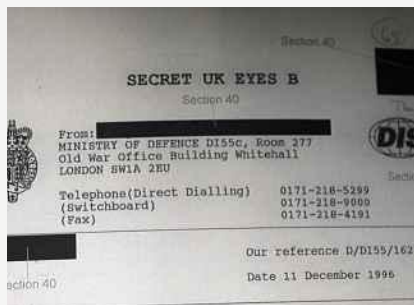 Section 40
SECRET UK EYES B
Section 40
From:
MINISTRY OF DEFENCE DI55c, Room 277
Old War Office Building Whitehall
LONDON SW1A 2EU
DIS
Telephone(Direct Dialling) 0171-218-5299
(Switchboard) 0171-218-9000
(Fax) 0171-218-4191
Our reference D/DI55/162
ection 40
Date 11 December 1996